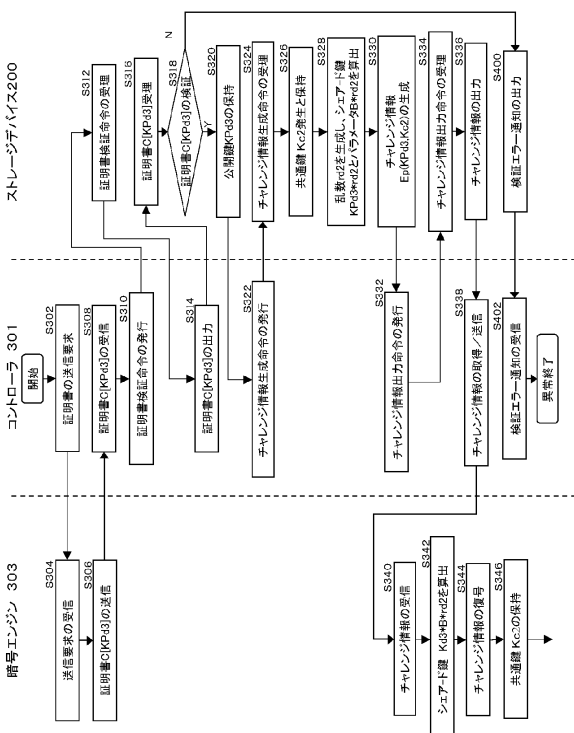 暗号エンジン 303
コントローラ 301
ストレージデバイス200
開始
S302
証明書の送信要求
S304
送信要求の受信
S306
証明書C[KPd3]の送信
S308
証明書C[KPd3]の受信
S310
証明書検証命令の発行
S312
証明書検証命令の受理
S314
証明書C[KPd3]の出力
S316
証明書C[KPd3]受理
S318
証明書C[KPd3]の検証
N
Y
S320
公開鍵KPd3の保持
S322
チャレンジ情報生成命令の発行
S324
チャレンジ情報生成命令の受理
S326
共通鍵 Kc2発生と保持
S328
乱数rd2を生成し、シェアード鍵
KPd3*rd2とパラメータB*rd2を算出
S330
チャレンジ情報
Ep(KPd3,Kc2)の生成
S332
チャレンジ情報出力命令の発行
S334
チャレンジ情報出力命令の受理
S336
チャレンジ情報の出力
S338
チャレンジ情報の取得/送信
S340
チャレンジ情報の受信
S342
シェアード鍵 Kd3*B*rd2を算出
S344
チャレンジ情報の復号
S346
共通鍵 Kc2の保持
S400
検証エラー通知の出力
S402
検証エラー通知の受信
異常終了